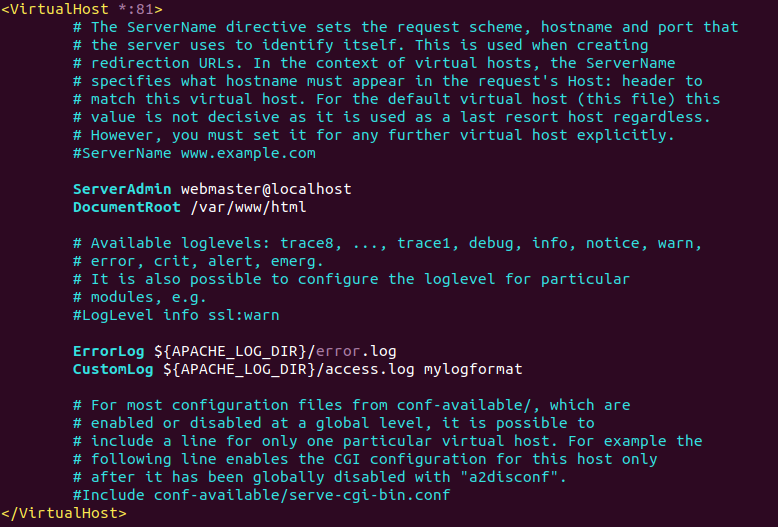 <VirtualHost *:81>
# The ServerName directive sets the request scheme, hostname and port that
# the server uses to identify itself. This is used when creating
# redirection URLs. In the context of virtual hosts, the ServerName
# specifies what hostname must appear in the request's Host: header to
# match this virtual host. For the default virtual host (this file) this
# value is not decisive as it is used as a last resort host regardless.
# However, you must set it for any further virtual host explicitly.
#ServerName www.example.com
ServerAdmin webmaster@localhost
DocumentRoot /var/www/html
# Available loglevels: trace8, ..., trace1, debug, info, notice, warn,
# error, crit, alert, emerg.
# It is also possible to configure the loglevel for particular
# modules, e.g.
#LogLevel info ssl:warn
ErrorLog ${APACHE_LOG_DIR}/error.log
CustomLog ${APACHE_LOG_DIR}/access.log mylogformat
# For most configuration files from conf-available/, which are
# enabled or disabled at a global level, it is possible to
# include a line for only one particular virtual host. For example the
# following line enables the CGI configuration for this host only
# after it has been globally disabled with "a2disconf".
#Include conf-available/serve-cgi-bin.conf
</VirtualHost>